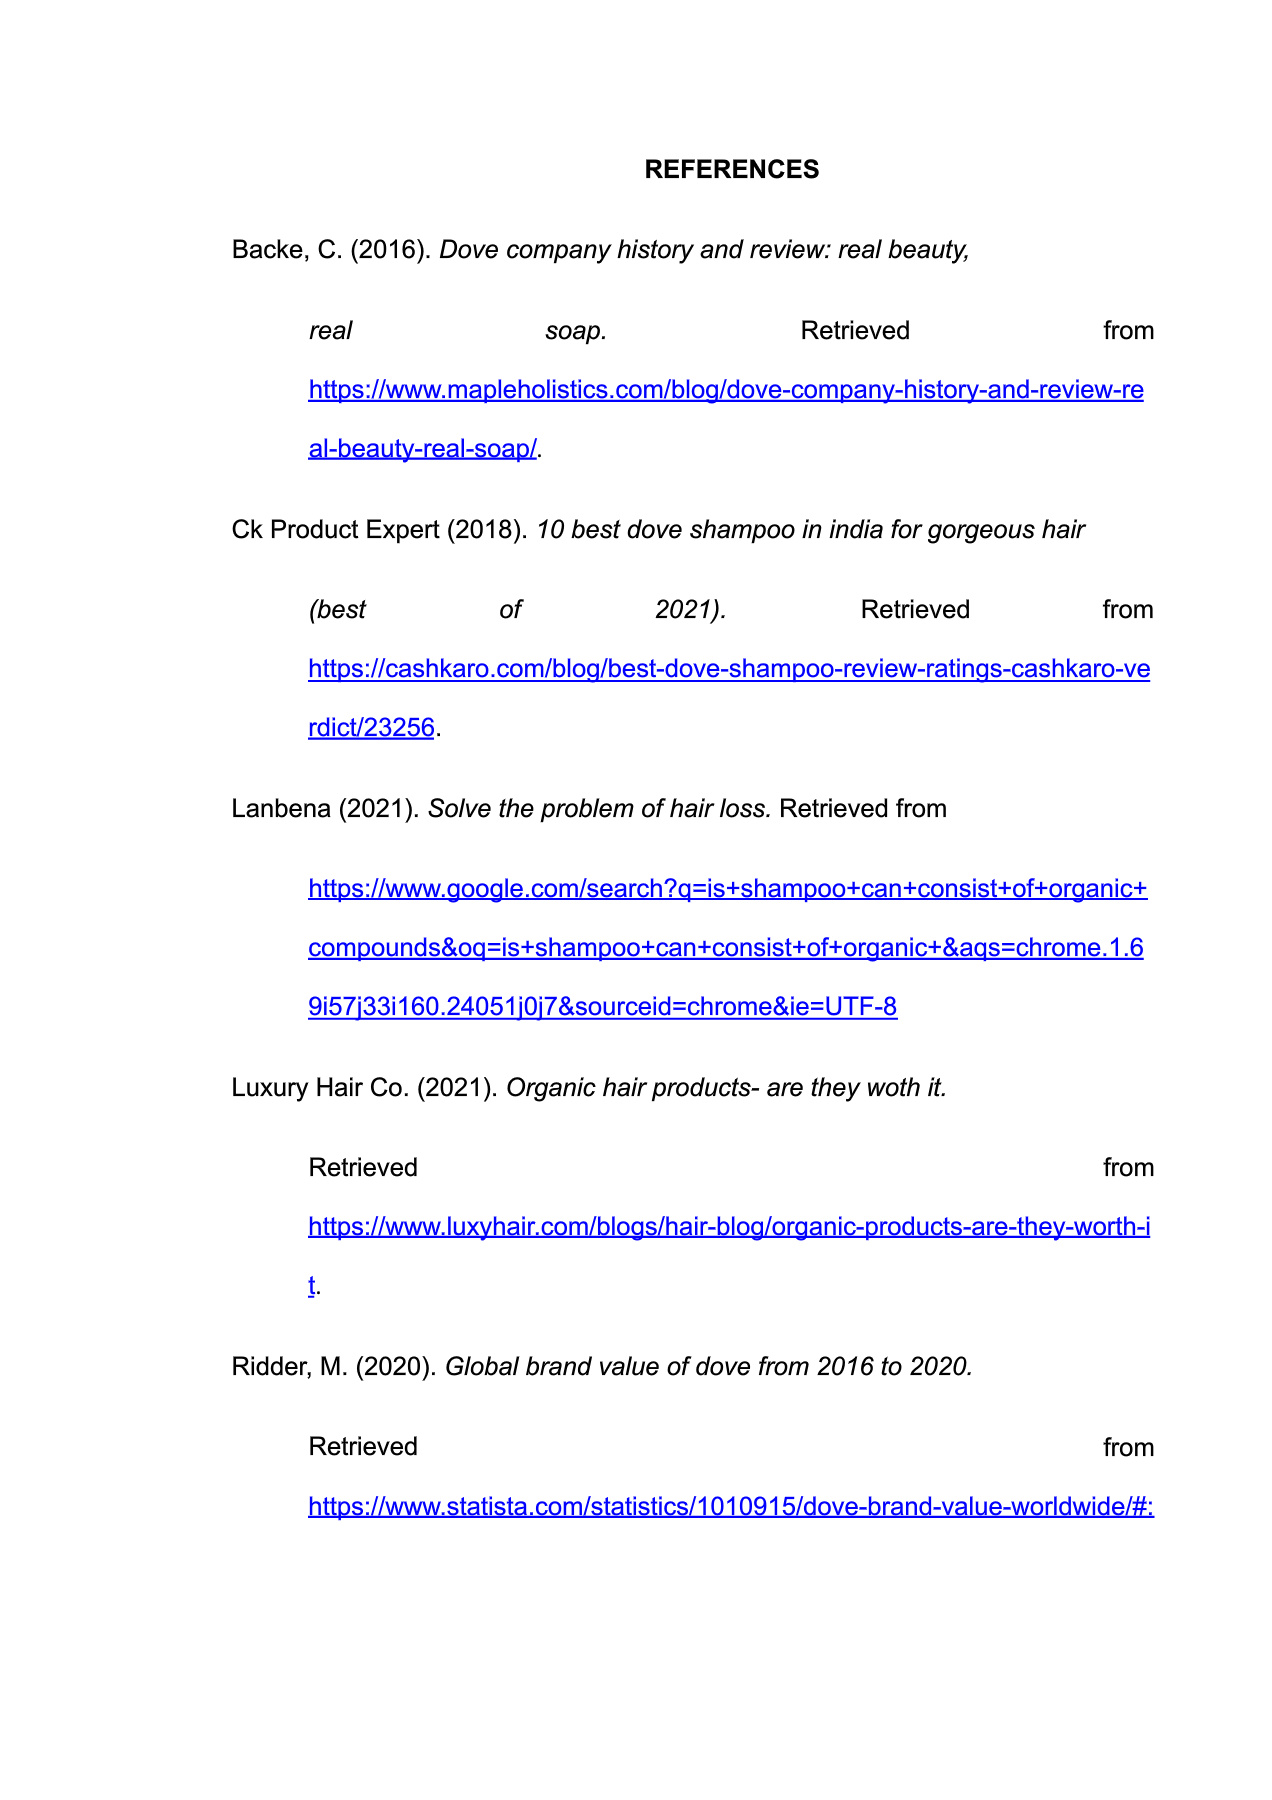 REFERENCES
Backe, C. (2016). Dove company history and review: real beauty,
real soap. Retrieved from
https://www.mapleholistics.com/blog/dove-company-history-and-review-re
al-beauty-real-soap/.
Ck Product Expert (2018). 10 best dove shampoo in india for gorgeous hair
(best of 2021). Retrieved from
https://cashkaro.com/blog/best-dove-shampoo-review-ratings-cashkaro-ve
rdict/23256.
Lanbena (2021). Solve the problem of hair loss. Retrieved from
https://www.google.com/search?q=is+shampoo+can+consist+of+organic+
compounds&oq=is+shampoo+can+consist+of+organic+&aqs=chrome.1.6
9i57j33i160.24051j0j7&sourceid=chrome&ie=UTF-8
Luxury Hair Co. (2021). Organic hair products- are they woth it.
Retrieved from
https://www.luxyhair.com/blogs/hair-blog/organic-products-are-they-worth-i
t.
Ridder, M. (2020). Global brand value of dove from 2016 to 2020.
Retrieved from
https://www.statista.com/statistics/1010915/dove-brand-value-worldwide/#: